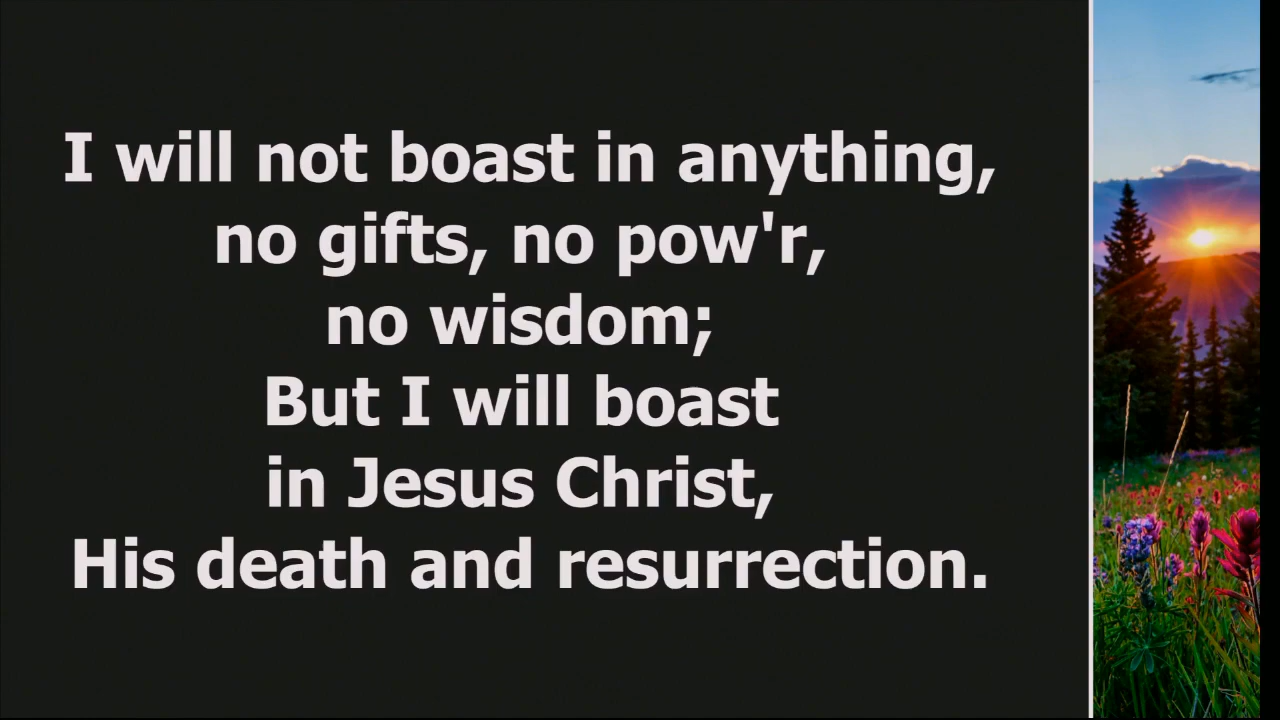 I will not boast in anything,
no gifts, no pow'r,
no wisdom;
But I will boast
in Jesus Christ,
His death and resurrection.